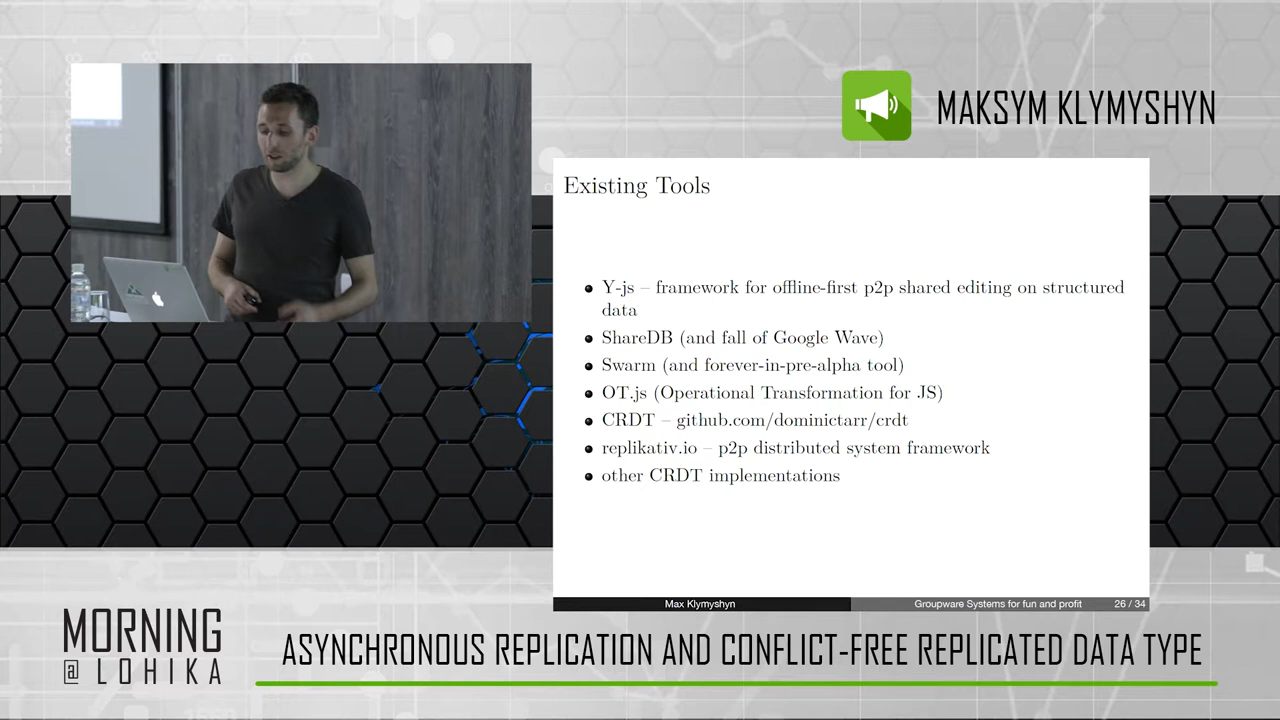 MAKSYM KLYMYSHYN
Existing Tools
Y-js – framework for offline-first p2p shared editing on structured
data
ShareDB (and fall of Google Wave)
Swarm (and forever-in-pre-alpha tool)
OT.js (Operational Transformation for JS)
CRDT – github.com/dominictarr/crdt
replikativ.io – p2p distributed system framework
other CRDT implementations
Max Klymyshyn
Groupware Systems for fun and profit 26 / 34
MORNING
@ LOHIKA
ASYNCHRONOUS REPLICATION AND CONFLICT-FREE REPLICATED DATA TYPE